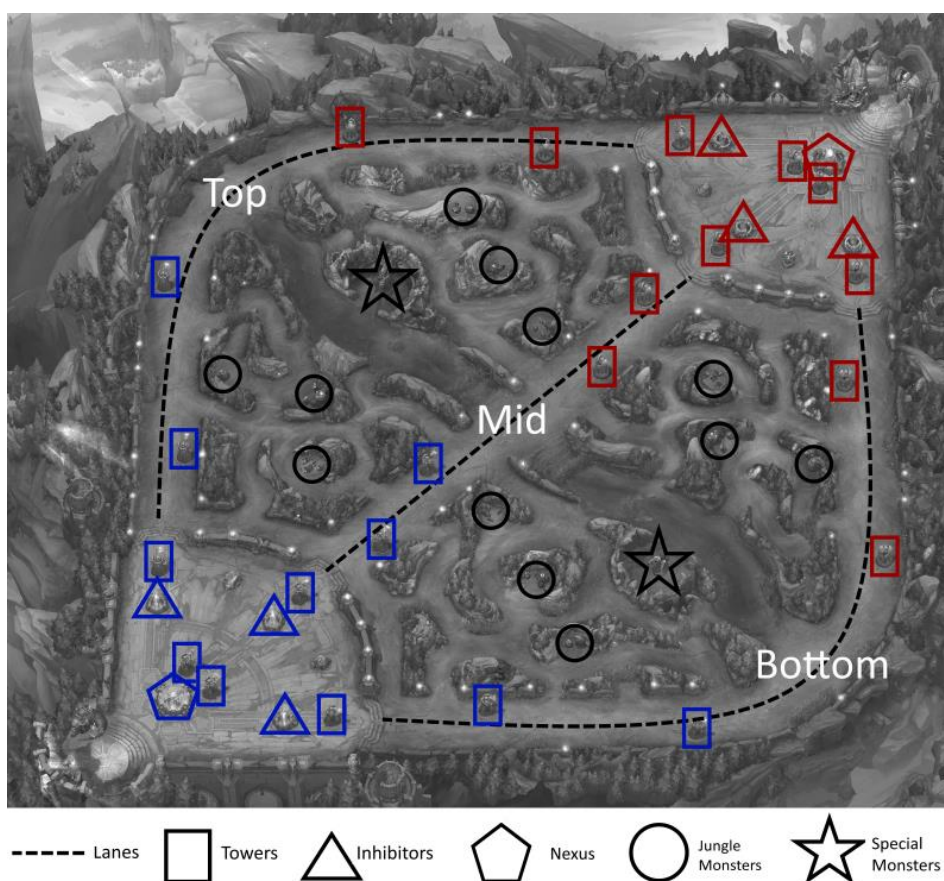 Top
Mid
Bottom
Lanes
Towers
Inhibitors
Nexus
Jungle
Monsters
Special
Monsters